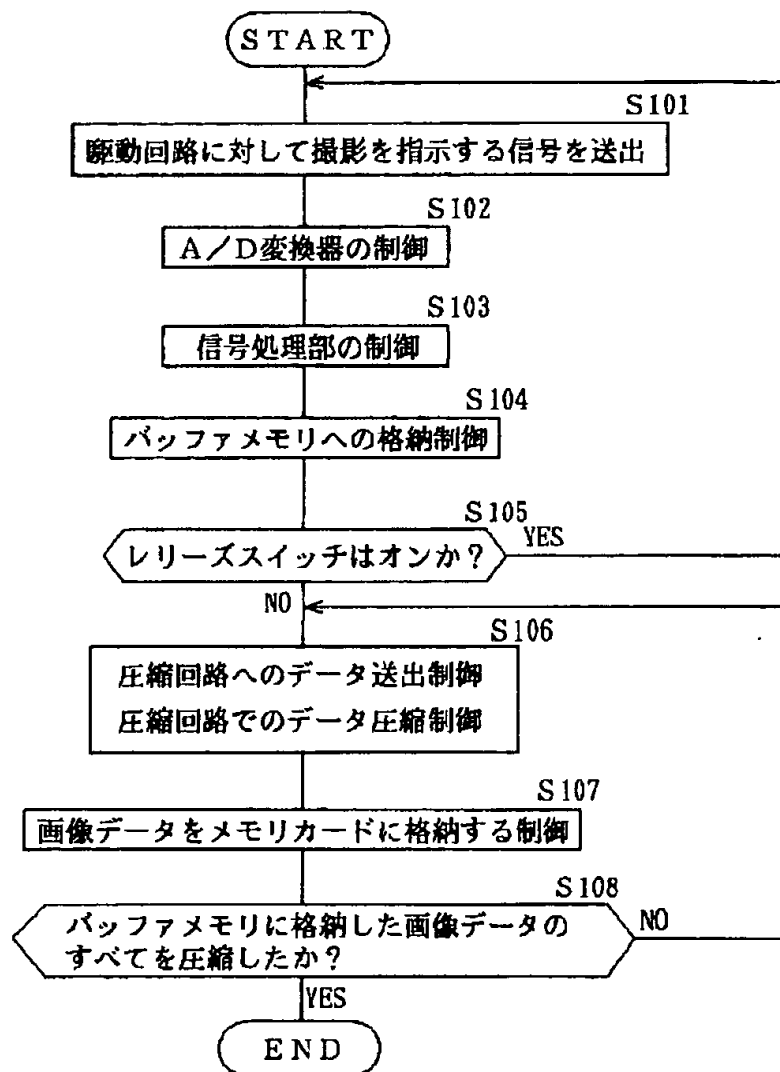 START
S101
駆動回路に対して撮影を指示する信号を送出
S102
A/D変換器の制御
S103
信号処理部の制御
S104
バッファメモリへの格納制御
S105
レリーズスイッチはオンか?
YES
NO
S106
圧縮回路へのデータ送出制御
圧縮回路でのデータ圧縮制御
S107
画像データをメモリカードに格納する制御
S108
バッファメモリに格納した画像データの
すべてを圧縮したか?
NO
YES
END